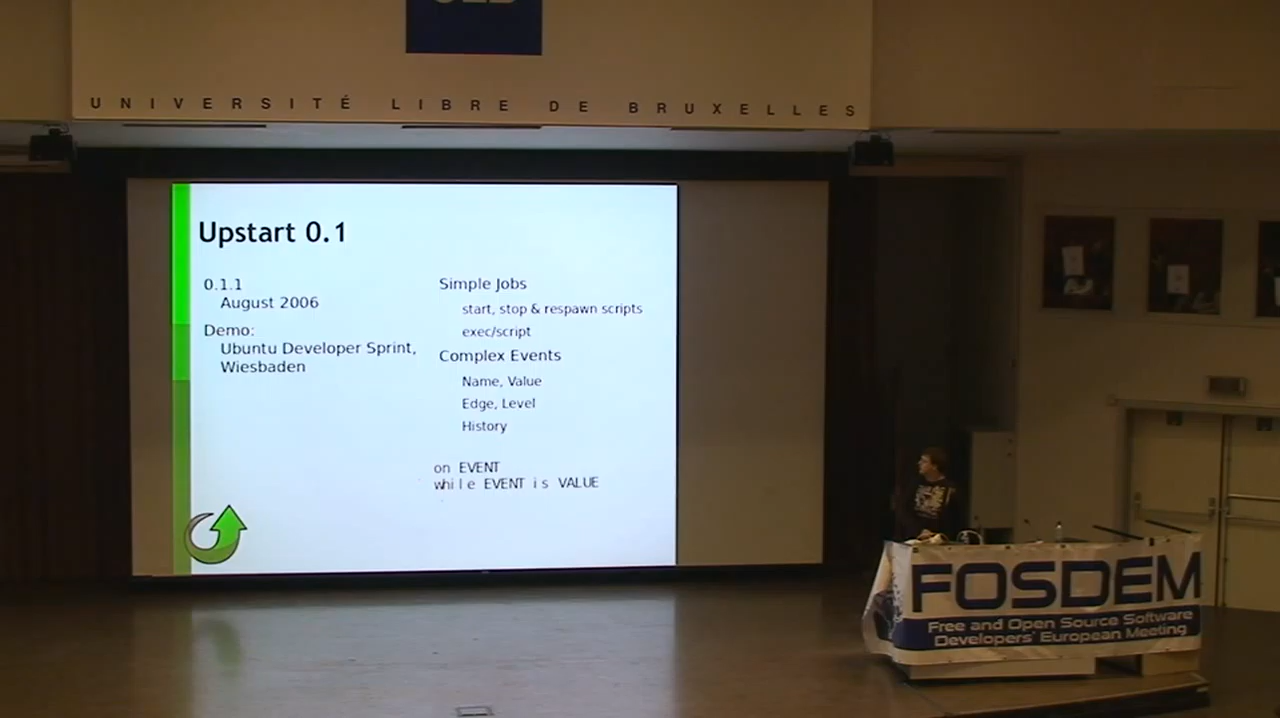 UNIVERSITÉ LIBRE DE BRUXELLES
Upstart 0.1
0.1.1
August 2006
Demo:
Ubuntu Developer Sprint,
Wiesbaden
Simple Jobs
start, stop & respawn scripts
exec/script
Complex Events
Name, Value
Edge, Level
History
on EVENT
while EVENT is VALUE
FOSDEM
Free and Open Source Software
Developers' European Meeting